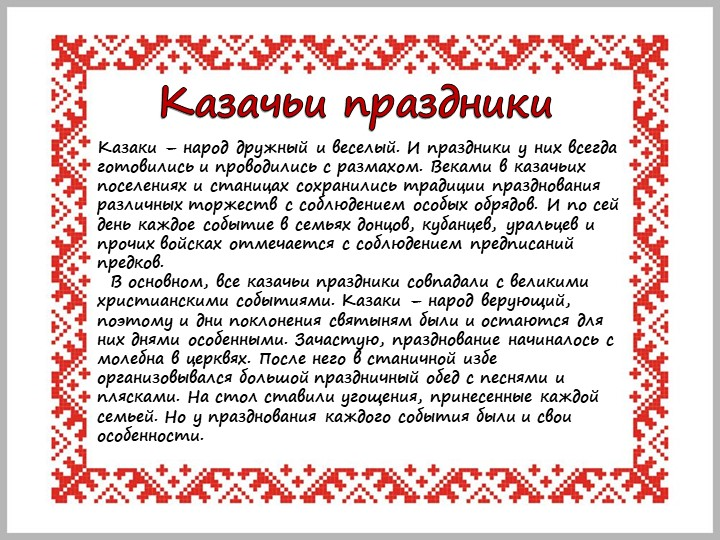 Казачьи праздники
Казаки – народ дружный и веселый. И праздники у них всегда
готовились и проводились с размахом. Веками в казачьих
поселениях и станицах сохранились традиции празднования
различных торжеств с соблюдением особых обрядов. И по сей
день каждое событие в семьях донцов, кубанцев, уральцев и
прочих войсках отмечается с соблюдением предписаний
предков.
В основном, все казачьи праздники совпадали с великими
христианскими событиями. Казаки – народ верующий,
поэтому и дни поклонения святыням были и остаются для
них днями особенными. Зачастую, празднование начиналось с
молебна в церквях. После него в станичной избе
организовывался большой праздничный обед с песнями и
плясками. На стол ставили угощения, принесенные каждой
семьей. Но у празднования каждого события были и свои
особенности.